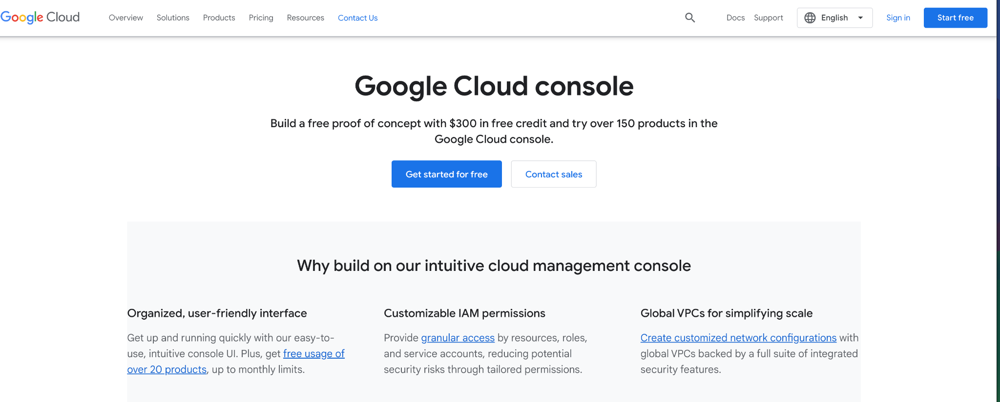 Google Cloud
Overview Solutions Products Pricing Resources Contact Us Docs Support English Sign in Start free
Google Cloud console
Build a free proof of concept with $300 in free credit and try over 150 products in the
Google Cloud console.
Get started for free Contact sales
Why build on our intuitive cloud management console
Organized, user-friendly interface
Get up and running quickly with our easy-to-
use, intuitive console UI. Plus, get free usage of
over 20 products, up to monthly limits.
Customizable IAM permissions
Provide granular access by resources, roles,
and service accounts, reducing potential
security risks through tailored permissions.
Global VPCs for simplifying scale
Create customized network configurations with
global VPCs backed by a full suite of integrated
security features.